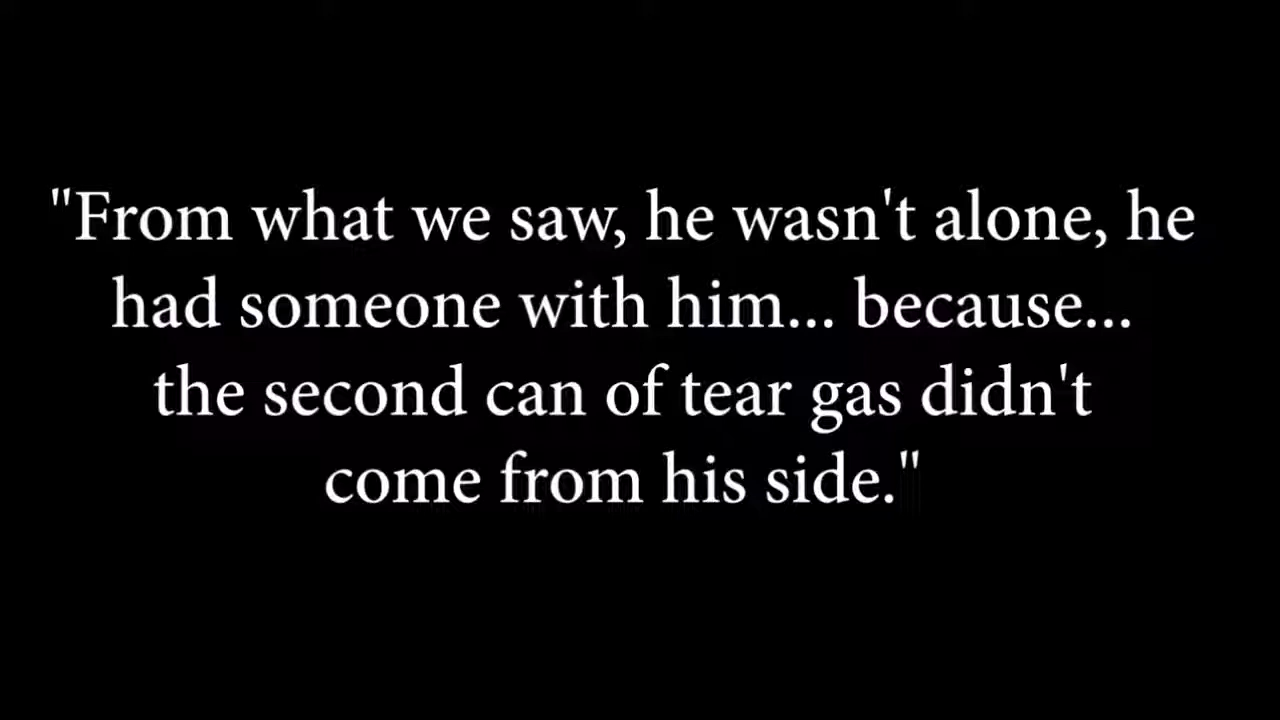 "From what we saw, he wasn't alone, he
had someone with him... because...
the second can of tear gas didn't
come from his side."